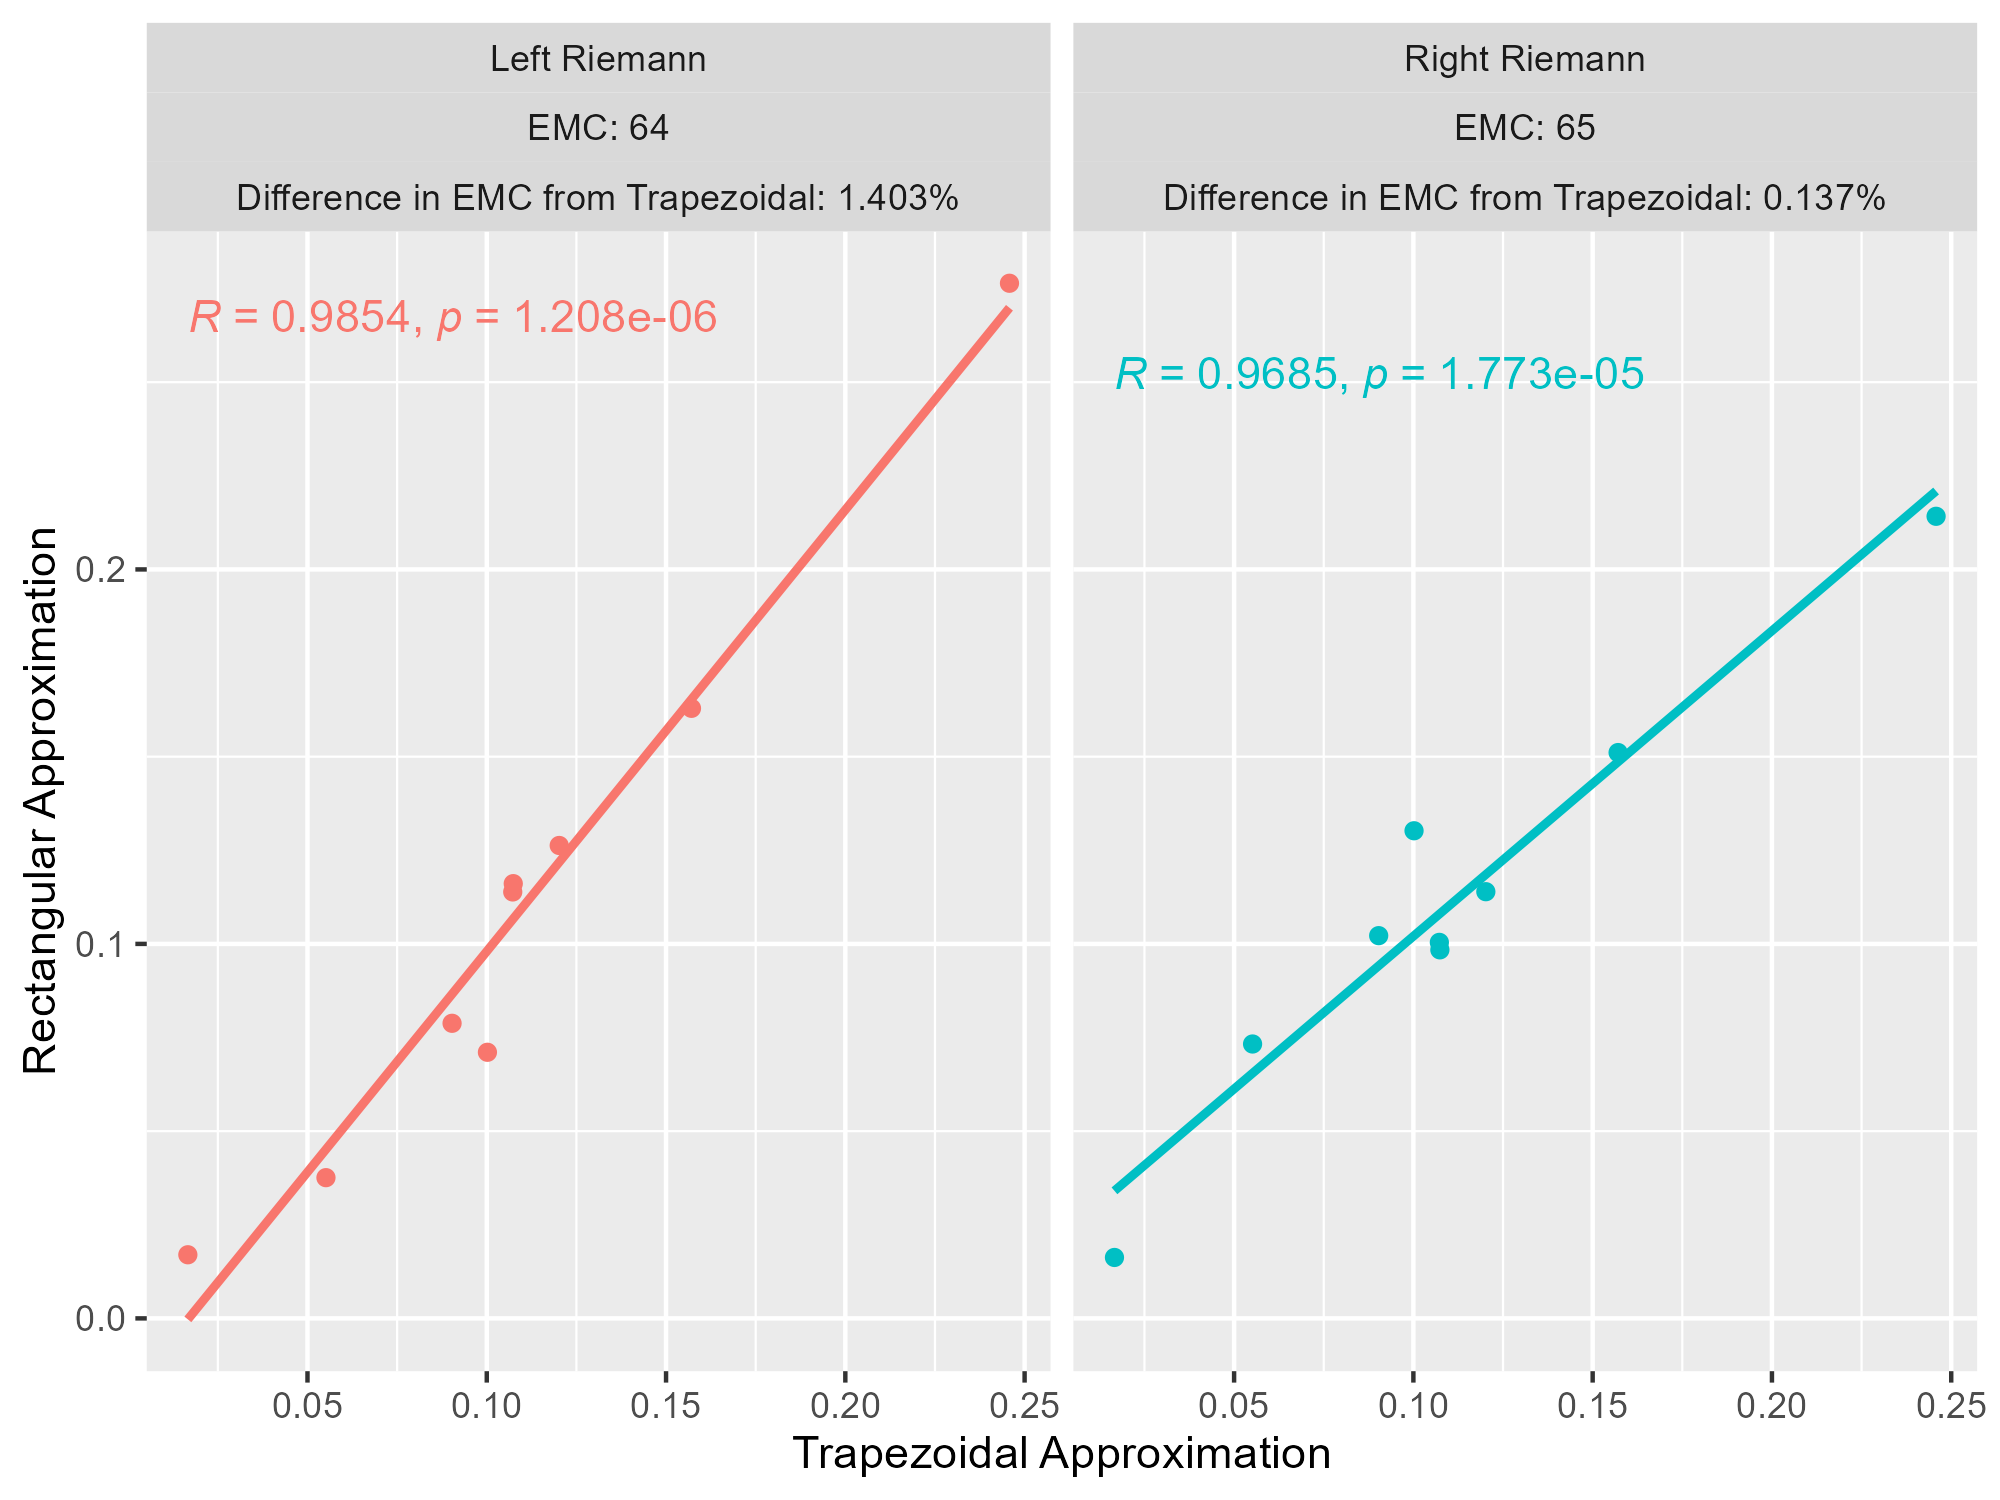 Left Riemann
EMC: 64
Difference in EMC from Trapezoidal: 1.403%
Right Riemann
EMC: 65
Difference in EMC from Trapezoidal: 0.137%
R = 0.9854, p = 1.208e-06
R = 0.9685, p = 1.773e-05
Rectangular Approximation
0.2
0.1
0.0
0.05 0.10 0.15 0.20 0.25
0.05 0.10 0.15 0.20 0.25
Trapezoidal Approximation